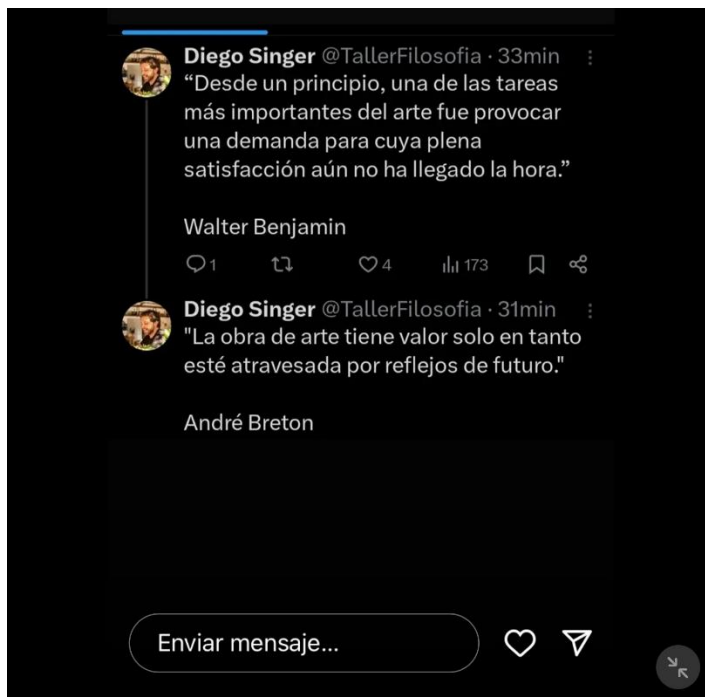 Diego Singer @TallerFilosofia · 33min
“Desde un principio, una de las tareas
más importantes del arte fue provocar
una demanda para cuya plena
satisfacción aún no ha llegado la hora.”
Walter Benjamin
1 4 173
Diego Singer @TallerFilosofia · 31min
"La obra de arte tiene valor solo en tanto
esté atravesada por reflejos de futuro."
André Breton
Enviar mensaje...